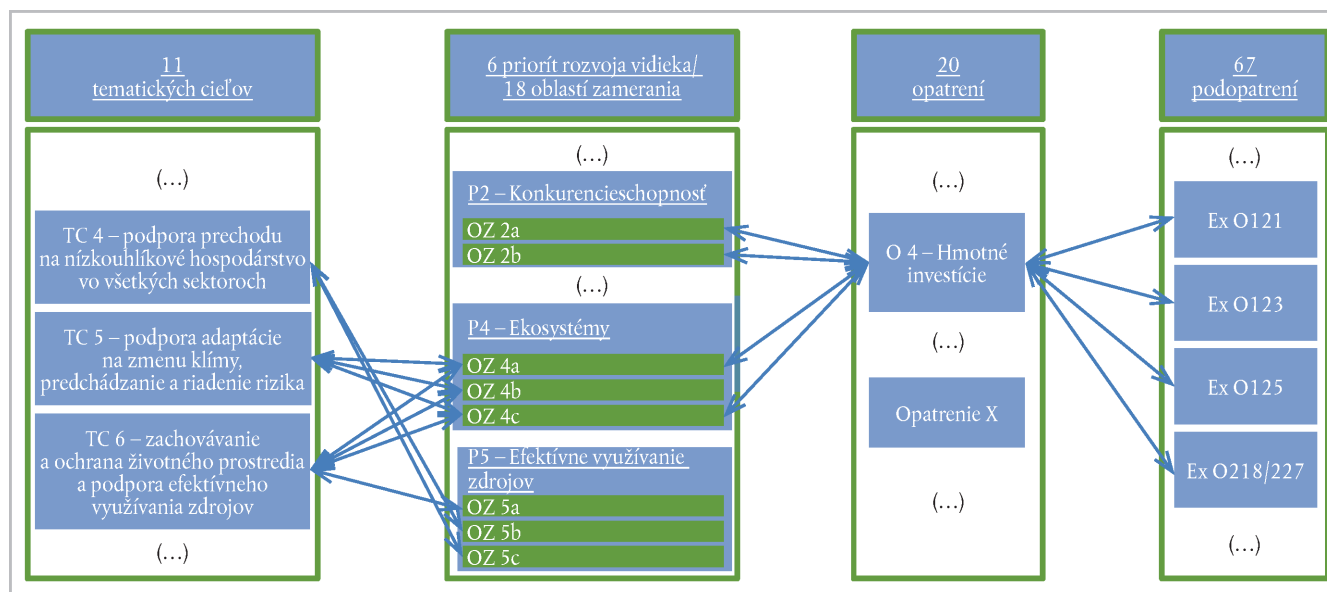 11
tematických cieľov
6 priorít rozvoja vidieka/
18 oblastí zamerania
20
opatrení
67
podopatrení
(…)
TC 4 – podpora prechodu
na nízkouhlíkové hospodárstvo
vo všetkých sektoroch
TC 5 – podpora adaptácie
na zmenu klímy,
predchádzanie a riadenie rizika
TC 6 – zachovávanie
a ochrana životného prostredia
a podpora efektívneho
využívania zdrojov
(…)
(…)
P2 – Konkurencieschopnosť
OZ 2a
OZ 2b
(…)
P4 – Ekosystémy
OZ 4a
OZ 4b
OZ 4c
P5 – Efektívne využívanie
zdrojov
OZ 5a
OZ 5b
OZ 5c
(…)
O 4 – Hmotné
investície
(…)
Opatrenie X
(…)
(…)
Ex O121
Ex O123
Ex O125
Ex O218/227
(…)